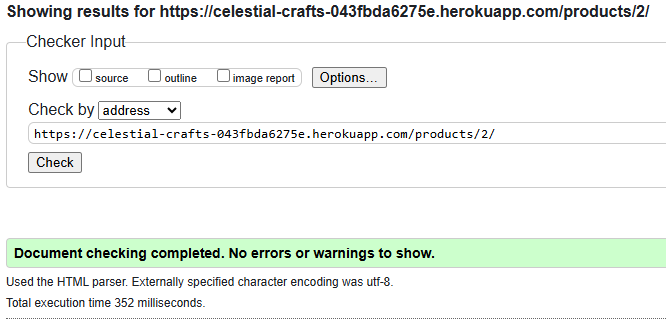 Showing results for https://celestial-crafts-043fbda6275e.herokuapp.com/products/2/
Checker Input
Show source outline image report Options...
Check by address
https://celestial-crafts-043fbda6275e.herokuapp.com/products/2/
Check
Document checking completed. No errors or warnings to show.
Used the HTML parser. Externally specified character encoding was utf-8.
Total execution time 352 milliseconds.